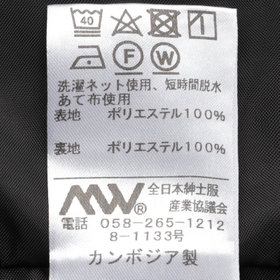 40
F W
洗濯ネット使用、短時間脱水
あて布使用
表地 ポリエステル100%
裏地 ポリエステル100%
MW® 全日本紳士服
産業協議会
電話 058-265-1212
8-1133号
カンボジア製